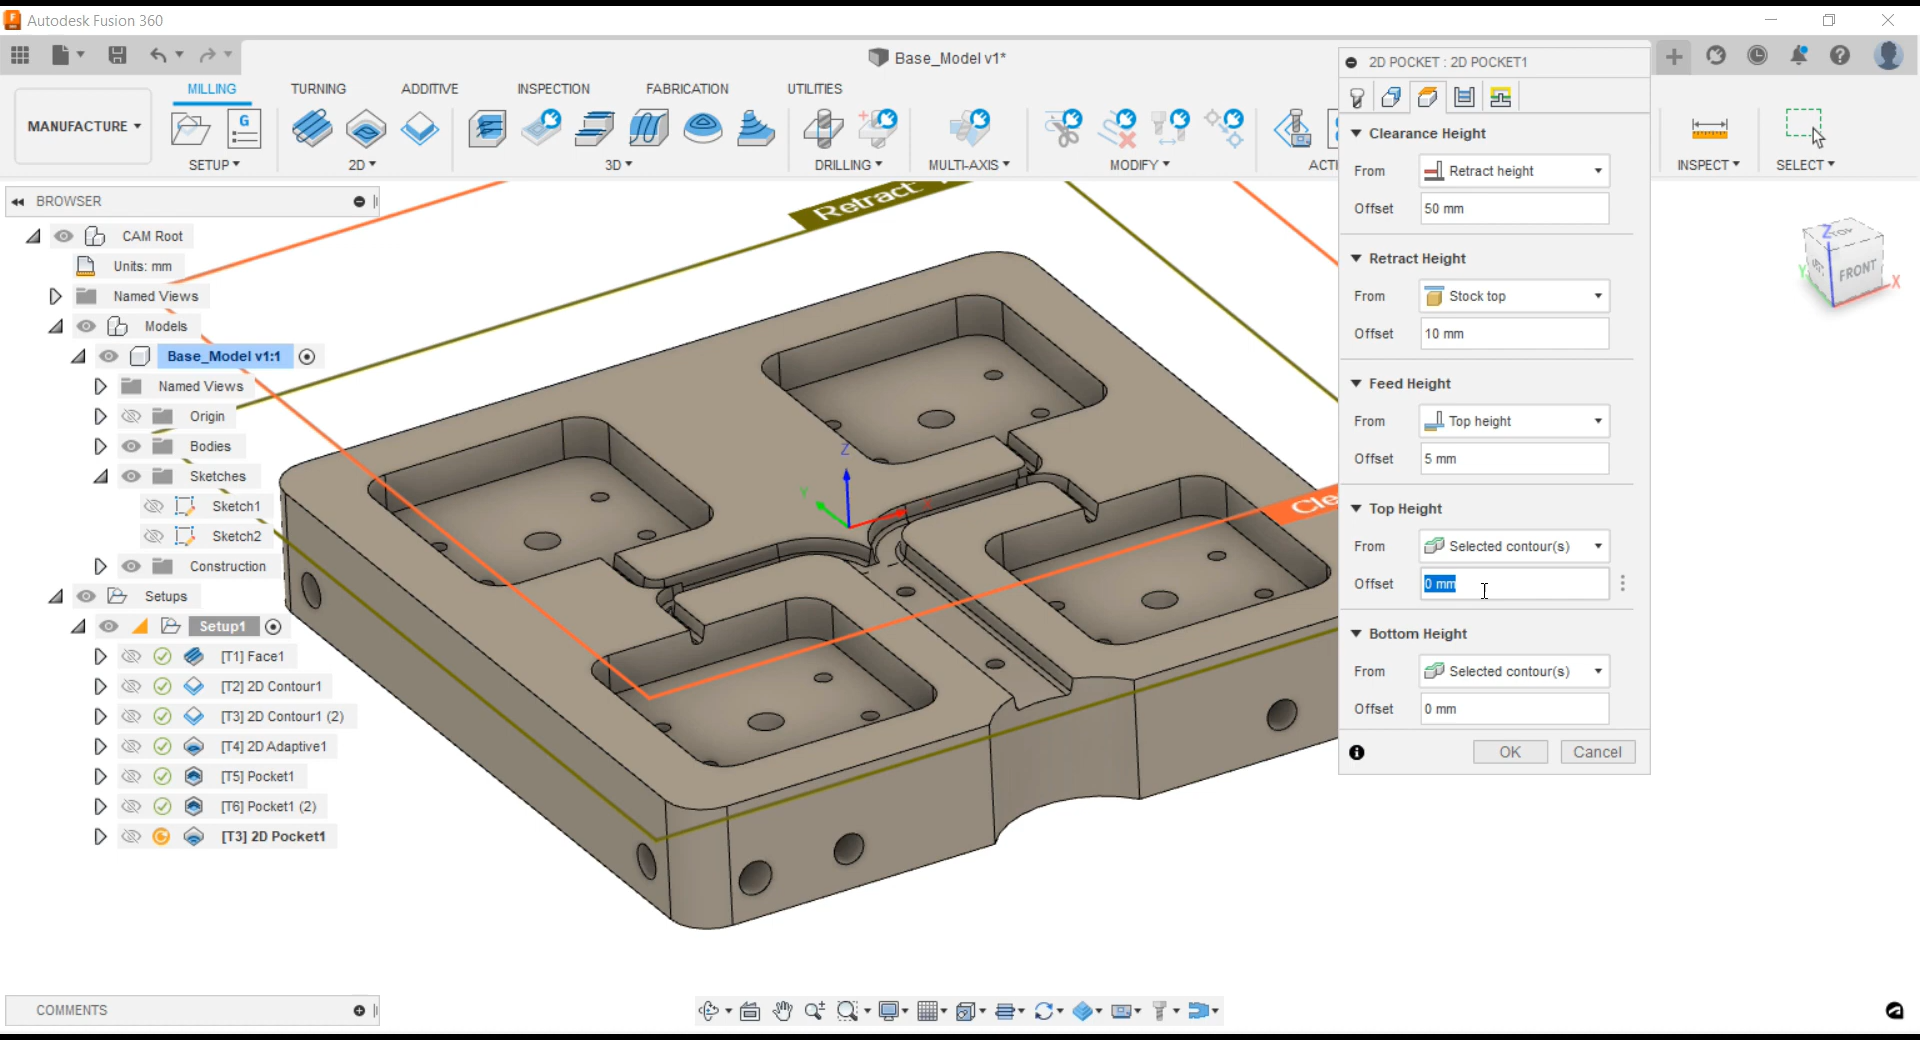 Autodesk Fusion 360
Base_Model v1*
MILLING TURNING ADDITIVE INSPECTION FABRICATION UTILITIES
MANUFACTURE
G
SETUP 2D 3D DRILLING MULTI-AXIS MODIFY ACTI INSPECT SELECT
BROWSER
CAM Root
Units: mm
Named Views
Models
Base_Model v1:1
Named Views
Origin
Bodies
Sketches
Sketch1
Sketch2
Construction
Setups
Setup1
[T1] Face1
[T2] 2D Contour1
[T3] 2D Contour1 (2)
[T4] 2D Adaptive1
[T5] Pocket1
[T6] Pocket1 (2)
[T3] 2D Pocket1
COMMENTS
Retract
Cle
Z
Y
X
2D POCKET : 2D POCKET1
Clearance Height
From Retract height
Offset 50 mm
Retract Height
From Stock top
Offset 10 mm
Feed Height
From Top height
Offset 5 mm
Top Height
From Selected contour(s)
Offset 0 mm
Bottom Height
From Selected contour(s)
Offset 0 mm
OK Cancel
Z
TOP
Y
FRONT
X